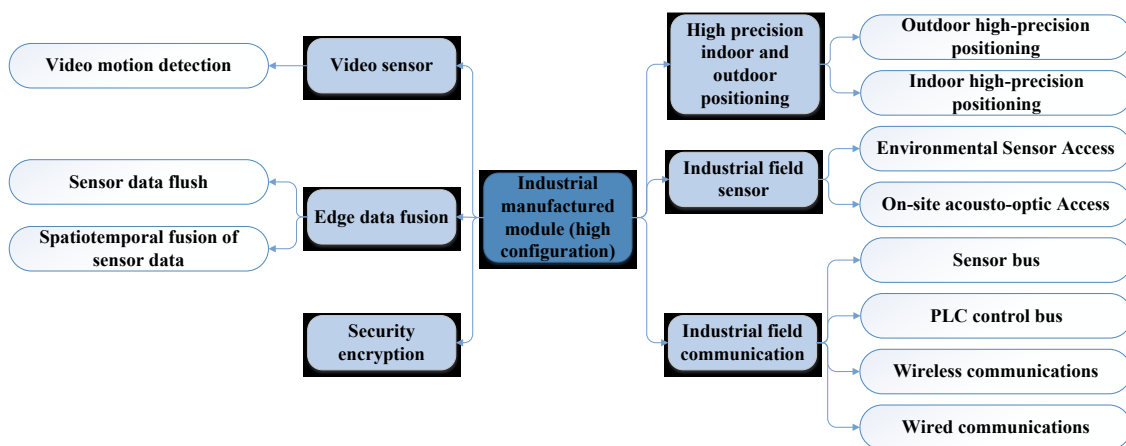 Video motion detection
Video sensor
Sensor data flush
Spatiotemporal fusion of
sensor data
Edge data fusion
Security
encryption
Industrial
manufactured
module (high
configuration)
High precision
indoor and
outdoor
positioning
Outdoor high-precision
positioning
Indoor high-precision
positioning
Industrial field
sensor
Environmental Sensor Access
On-site acousto-optic Access
Industrial field
communication
Sensor bus
PLC control bus
Wireless communications
Wired communications